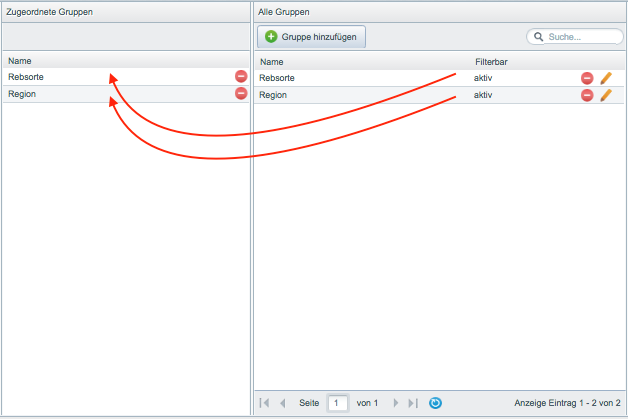 Zugeordnete Gruppen
Name
Rebsorte
Region
Alle Gruppen
Gruppe hinzufügen
Suche...
Name Filterbar
Rebsorte aktiv
Region aktiv
Seite 1 von 1 Anzeige Eintrag 1 - 2 von 2